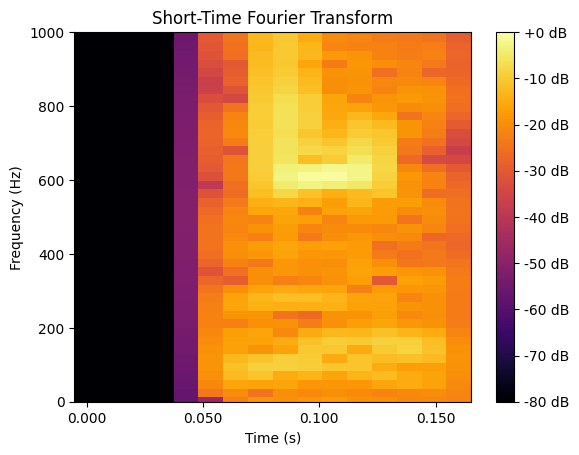 Short-Time Fourier Transform
1000
800
600
400
200
0
Frequency (Hz)
0.000
0.050
0.100
0.150
Time (s)
+0 dB
-10 dB
-20 dB
-30 dB
-40 dB
-50 dB
-60 dB
-70 dB
-80 dB